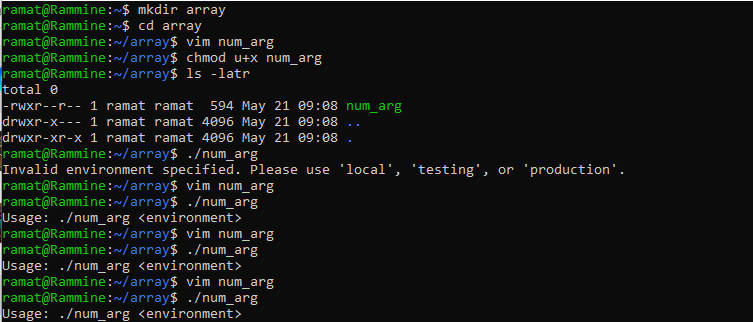 ramat@Rammine:~$ mkdir array
ramat@Rammine:~$ cd array
ramat@Rammine:~/array$ vim num_arg
ramat@Rammine:~/array$ chmod u+x num_arg
ramat@Rammine:~/array$ ls -latr
total 0
-rwxr--r-- 1 ramat ramat  594 May 21 09:08 num_arg
drwxr-x--- 1 ramat ramat 4096 May 21 09:08 ..
drwxr-xr-x 1 ramat ramat 4096 May 21 09:08 .
ramat@Rammine:~/array$ ./num_arg
Invalid environment specified. Please use 'local', 'testing', or 'production'.
ramat@Rammine:~/array$ vim num_arg
ramat@Rammine:~/array$ ./num_arg
Usage: ./num_arg <environment>
ramat@Rammine:~/array$ vim num_arg
ramat@Rammine:~/array$ ./num_arg
Usage: ./num_arg <environment>
ramat@Rammine:~/array$ vim num_arg
ramat@Rammine:~/array$ ./num_arg
Usage: ./num_arg <environment>